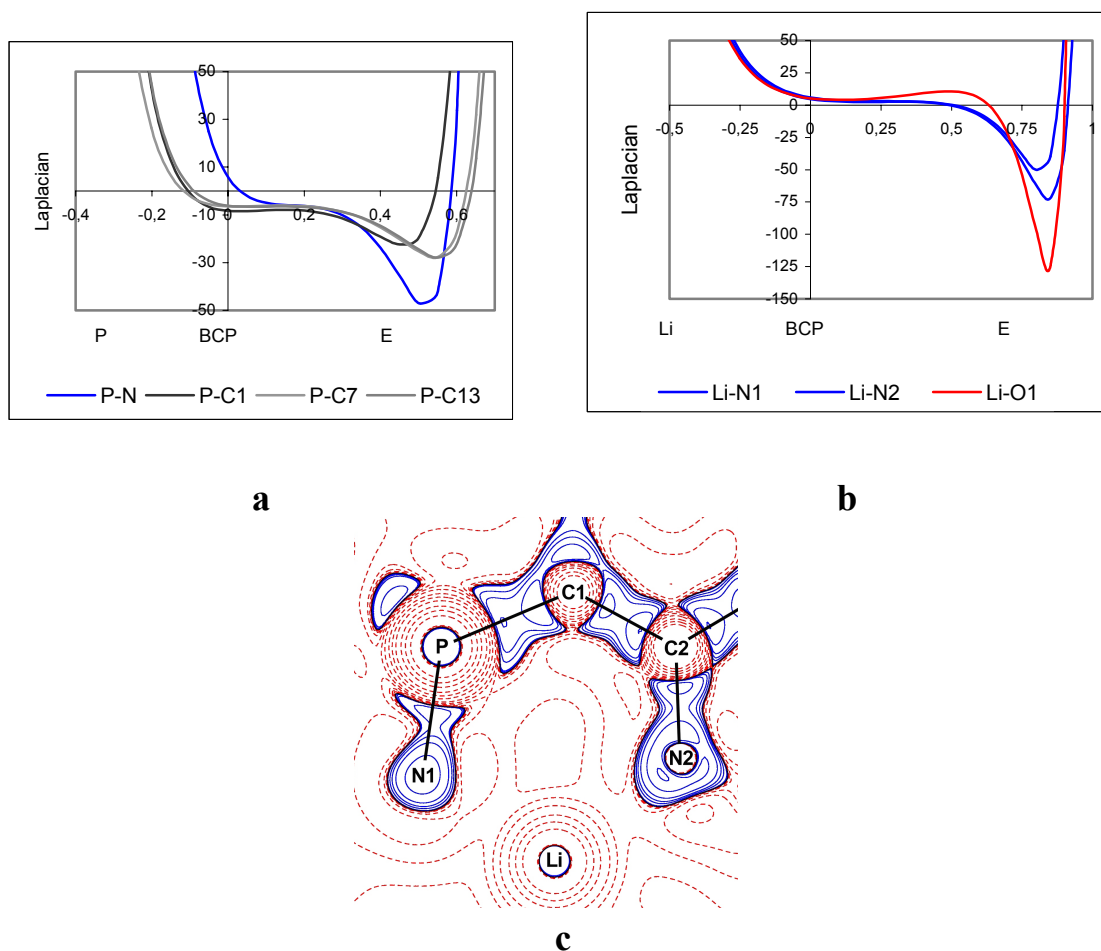 50
30
10
-10
-30
-50
-0,4 -0,2 0 0,2 0,4 0,6
Laplacian
P BCP E
P-N P-C1 P-C7 P-C13
50
25
0
-25
-50
-75
-100
-125
-150
-0,5 -0,25 0 0,25 0,5 0,75 1
Laplacian
Li BCP E
Li-N1 Li-N2 Li-O1
a b
C1
P C2
N1 N2
Li
c